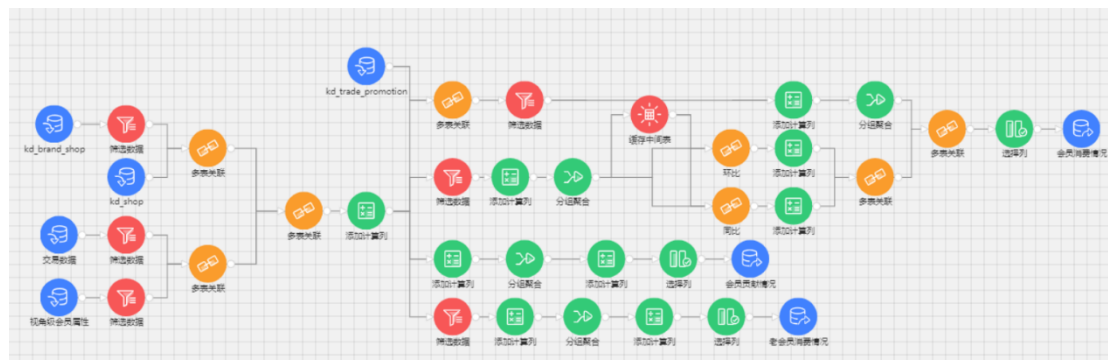 kd_trade_promotion
多表关联
筛选数据
添加计算列
分组聚合
缓存中间表
kd_brand_shop
筛选数据
多表关联
kd_shop
环比
添加计算列
多表关联
选择列
会员消费情况
筛选数据
添加计算列
分组聚合
多表关联
多表关联
添加计算列
同比
添加计算列
交易数据
筛选数据
多表关联
添加计算列
分组聚合
添加计算列
选择列
会员贡献情况
视角级会员属性
筛选数据
筛选数据
添加计算列
分组聚合
添加计算列
选择列
老会员消费情况